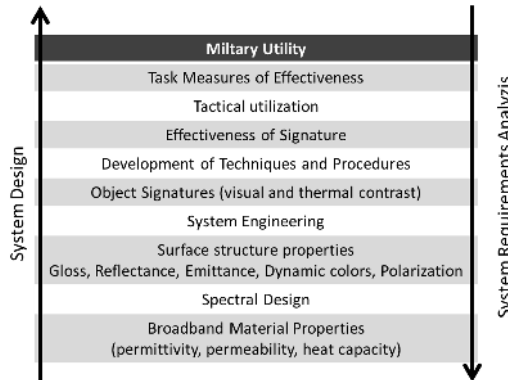 Miltary Utility
Task Measures of Effectiveness
Tactical utilization
Effectiveness of Signature
Development of Techniques and Procedures
Object Signatures (visual and thermal contrast)
System Engineering
Surface structure properties
Gloss, Reflectance, Emittance, Dynamic colors, Polarization
Spectral Design
Broadband Material Properties
(permittivity, permeability, heat capacity)
System Design
System Requirements Analyzis